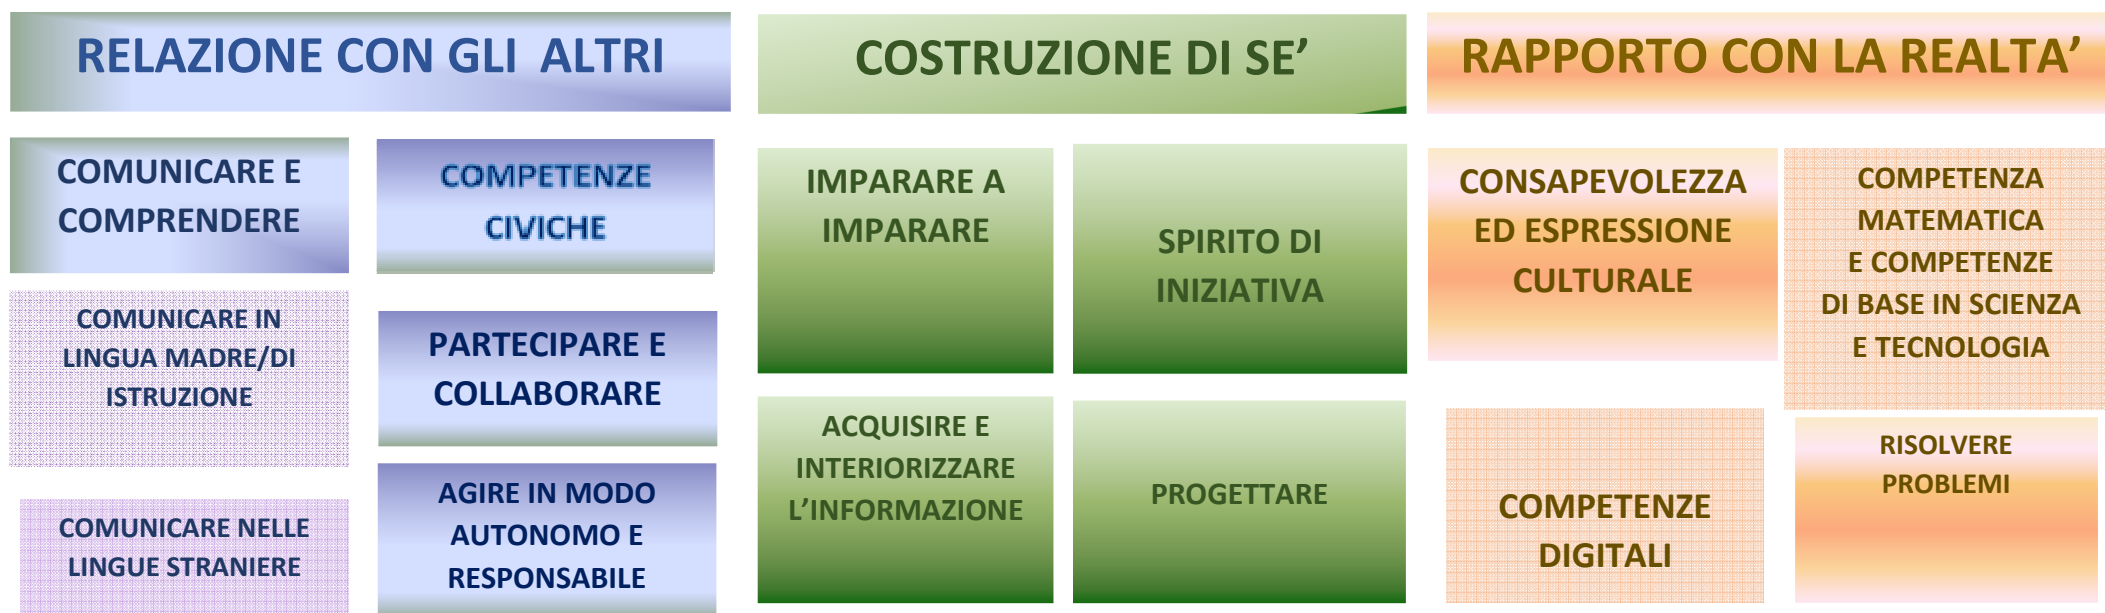 RELAZIONE CON GLI ALTRI
COMUNICARE E
COMPRENDERE
COMUNICARE IN
LINGUA MADRE/DI
ISTRUZIONE
COMUNICARE NELLE
LINGUE STRANIERE
COMPETENZE
CIVICHE
PARTECIPARE E
COLLABORARE
AGIRE IN MODO
AUTONOMO E
RESPONSABILE
COSTRUZIONE DI SE’
IMPARARE A
IMPARARE
ACQUISIRE E
INTERIORIZZARE
L’INFORMAZIONE
SPIRITO DI
INIZIATIVA
PROGETTARE
RAPPORTO CON LA REALTA’
CONSAPEVOLEZZA
ED ESPRESSIONE
CULTURALE
COMPETENZE
DIGITALI
COMPETENZA
MATEMATICA
E COMPETENZE
DI BASE IN SCIENZA
E TECNOLOGIA
RISOLVERE
PROBLEMI